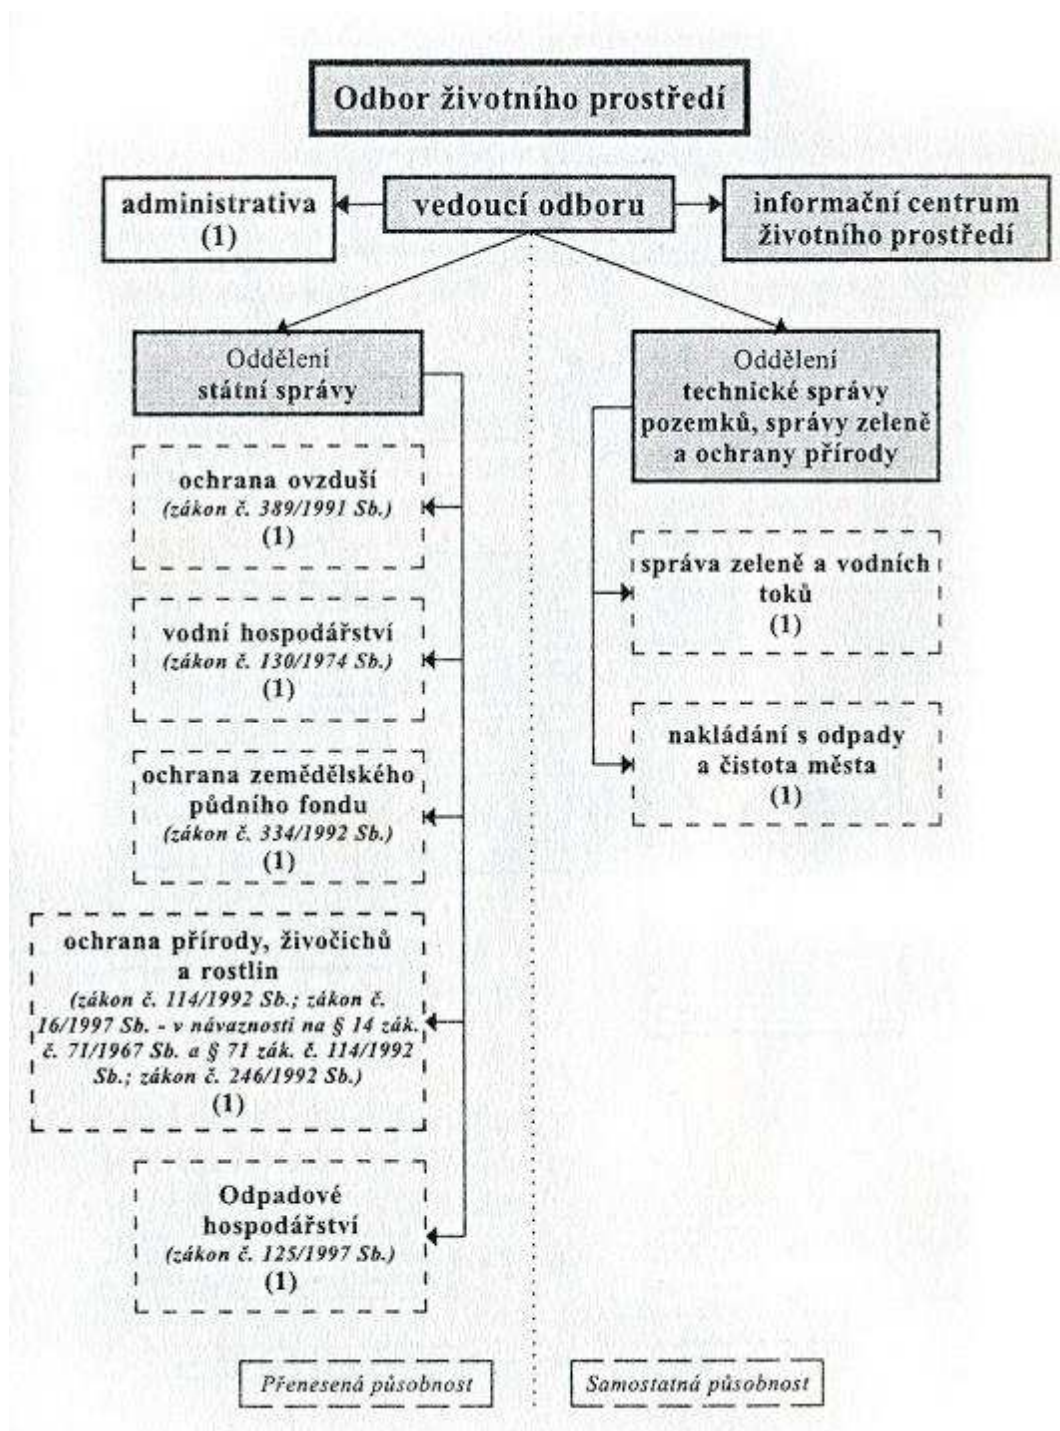 Odbor životního prostředí
administrativa
(1)
vedoucí odboru
informační centrum
životního prostředí
Oddělení
státní správy
ochrana ovzduší
(zákon č. 389/1991 Sb.)
(1)
vodní hospodářství
(zákon č. 130/1974 Sb.)
(1)
ochrana zemědělského
půdního fondu
(zákon č. 334/1992 Sb.)
(1)
ochrana přírody, živočichů
a rostlin
(zákon č. 114/1992 Sb.; zákon č.
16/1997 Sb. - v návaznosti na § 14 zák.
č. 71/1967 Sb. a § 71 zák. č. 114/1992
Sb.; zákon č. 246/1992 Sb.)
(1)
Odpadové
hospodářství
(zákon č. 125/1997 Sb.)
(1)
Oddělení
technické správy
pozemků, správy zeleně
a ochrany přírody
správa zeleně a vodních
toků
(1)
nakládání s odpady
a čistota města
(1)
Přenesená působnost
Samostatná působnost